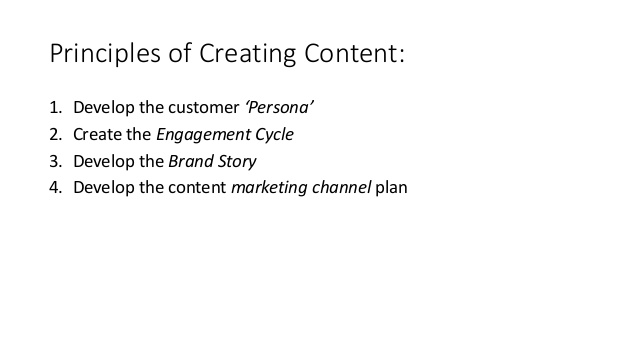 Principles of Creating Content:
1. Develop the customer ‘Persona’
2. Create the Engagement Cycle
3. Develop the Brand Story
4. Develop the content marketing channel plan